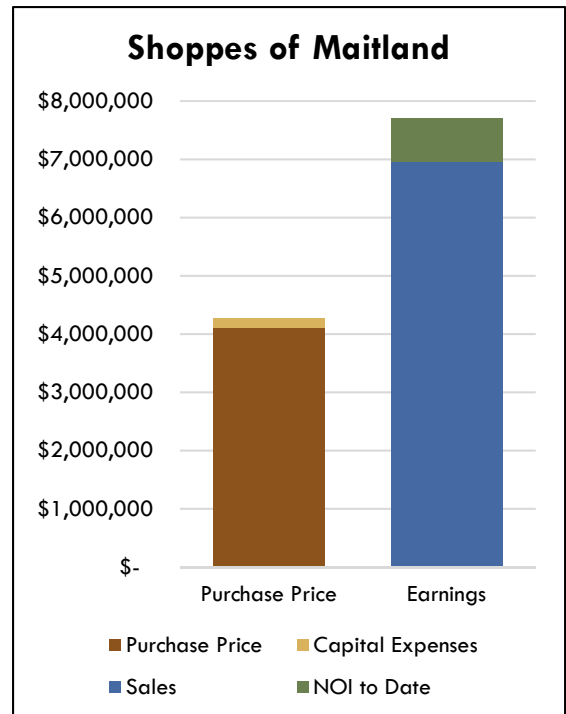 Shoppes of Maitland
$8,000,000
$7,000,000
$6,000,000
$5,000,000
$4,000,000
$3,000,000
$2,000,000
$1,000,000
$-
Purchase Price Earnings
Purchase Price Capital Expenses
Sales NOI to Date